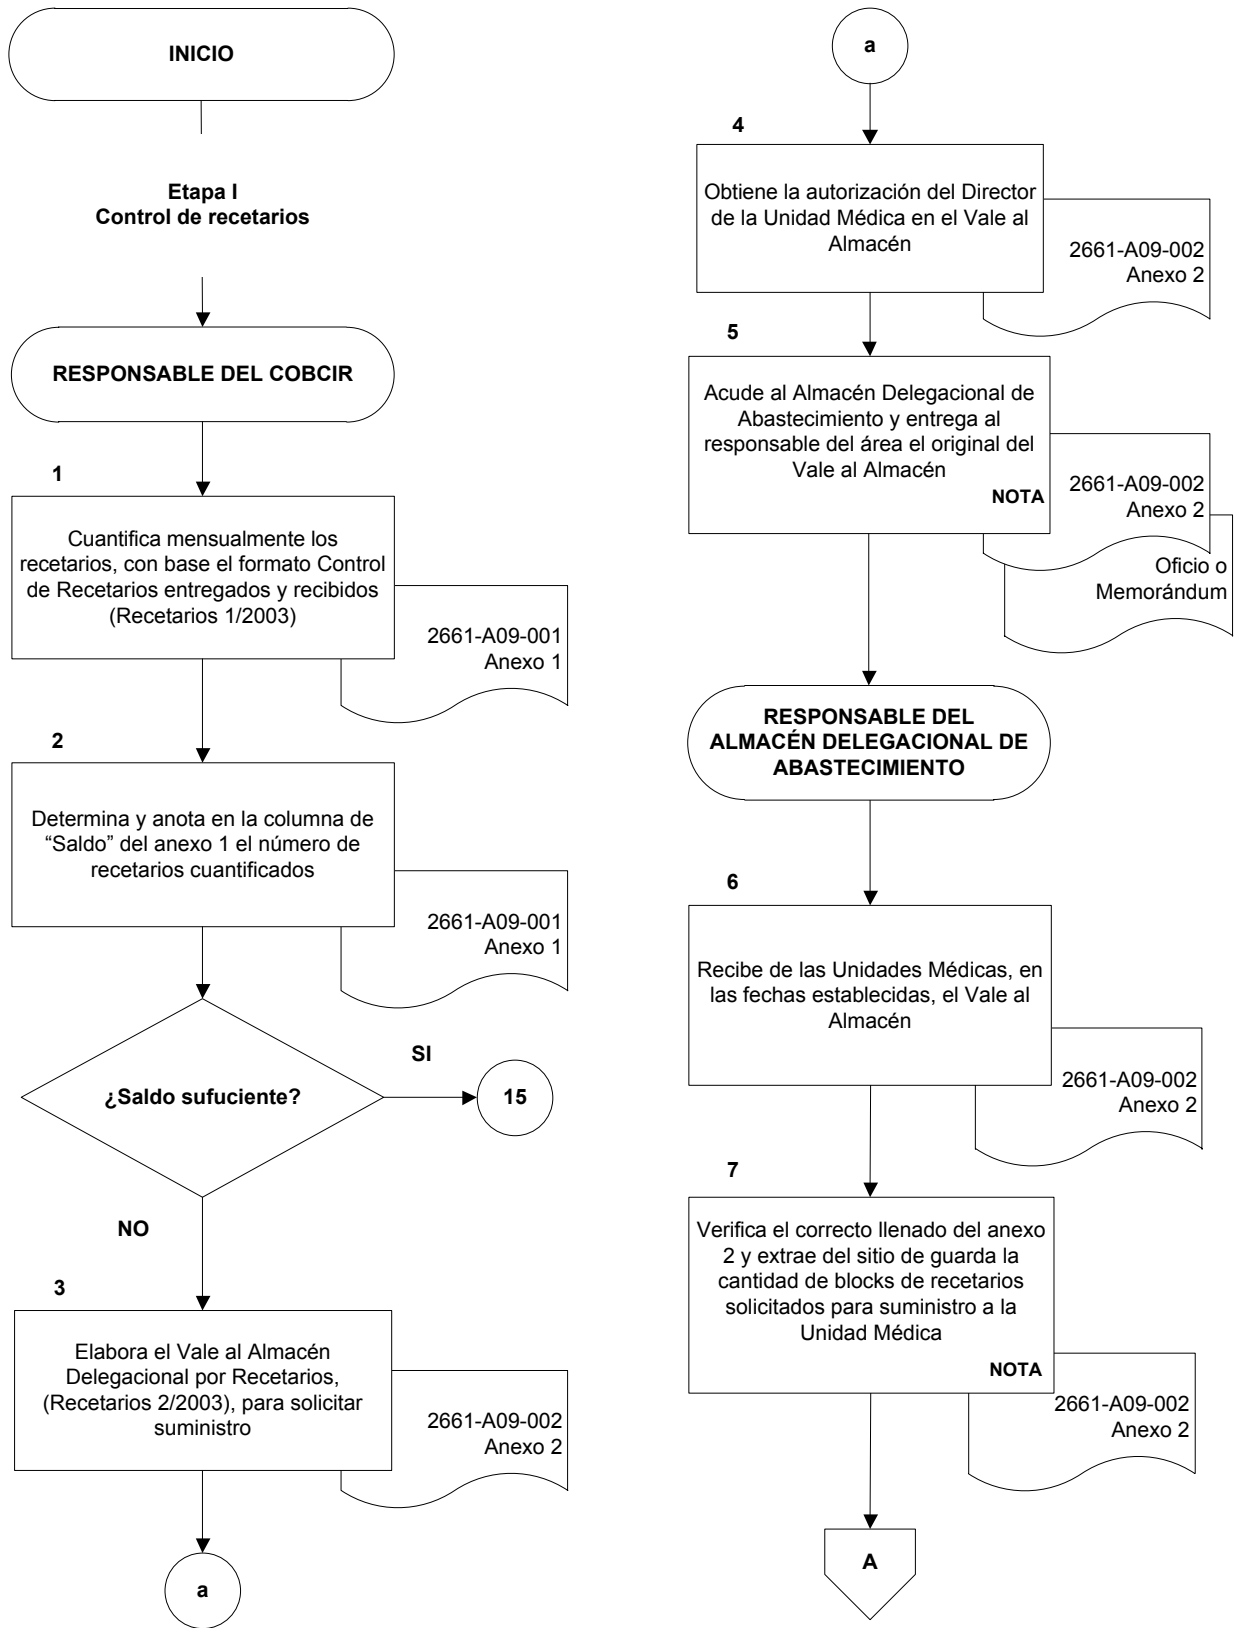 INICIO
Etapa I
Control de recetarios
RESPONSABLE DEL COBCIR
1
Cuantifica mensualmente los
recetarios, con base el formato Control
de Recetarios entregados y recibidos
(Recetarios 1/2003)
2661-A09-001
Anexo 1
2
Determina y anota en la columna de
“Saldo” del anexo 1 el número de
recetarios cuantificados
2661-A09-001
Anexo 1
¿Saldo sufuciente?
SI
15
NO
3
Elabora el Vale al Almacén
Delegacional por Recetarios,
(Recetarios 2/2003), para solicitar
suministro
2661-A09-002
Anexo 2
a
a
4
Obtiene la autorización del Director
de la Unidad Médica en el Vale al
Almacén
2661-A09-002
Anexo 2
5
Acude al Almacén Delegacional de
Abastecimiento y entrega al
responsable del área el original del
Vale al Almacén
NOTA
2661-A09-002
Anexo 2
Oficio o
Memorándum
RESPONSABLE DEL
ALMACÉN DELEGACIONAL DE
ABASTECIMIENTO
6
Recibe de las Unidades Médicas, en
las fechas establecidas, el Vale al
Almacén
2661-A09-002
Anexo 2
7
Verifica el correcto llenado del anexo
2 y extrae del sitio de guarda la
cantidad de blocks de recetarios
solicitados para suministro a la
Unidad Médica
NOTA
2661-A09-002
Anexo 2
A